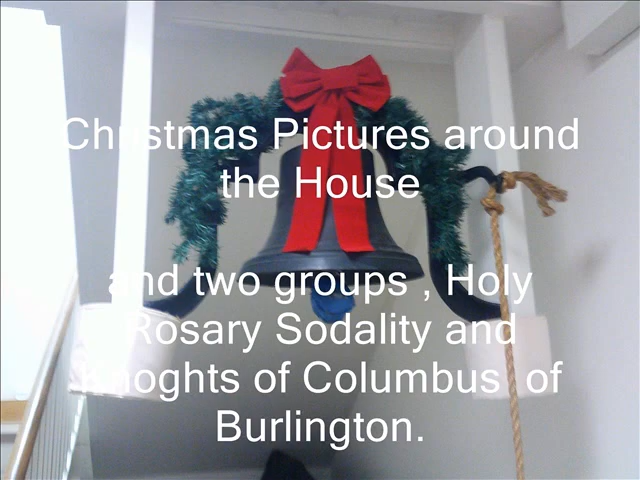 Christmas Pictures around
the House
and two groups , Holy
Rosary Sodality and
Knoghts of Columbus of
Burlington.